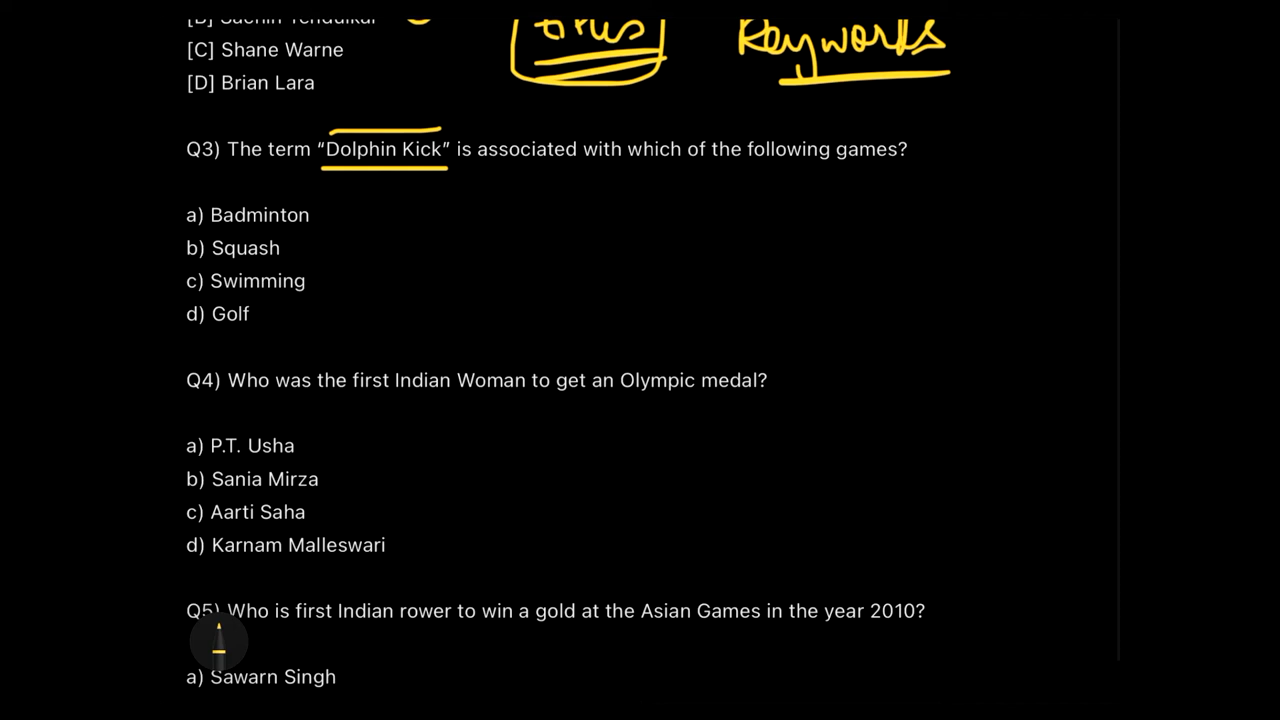 [B] Sachin Tendulkar
[C] Shane Warne
[D] Brian Lara
Keywords
Q3) The term “Dolphin Kick” is associated with which of the following games?
a) Badminton
b) Squash
c) Swimming
d) Golf
Q4) Who was the first Indian Woman to get an Olympic medal?
a) P.T. Usha
b) Sania Mirza
c) Aarti Saha
d) Karnam Malleswari
Q5) Who is first Indian rower to win a gold at the Asian Games in the year 2010?
a) Sawarn Singh